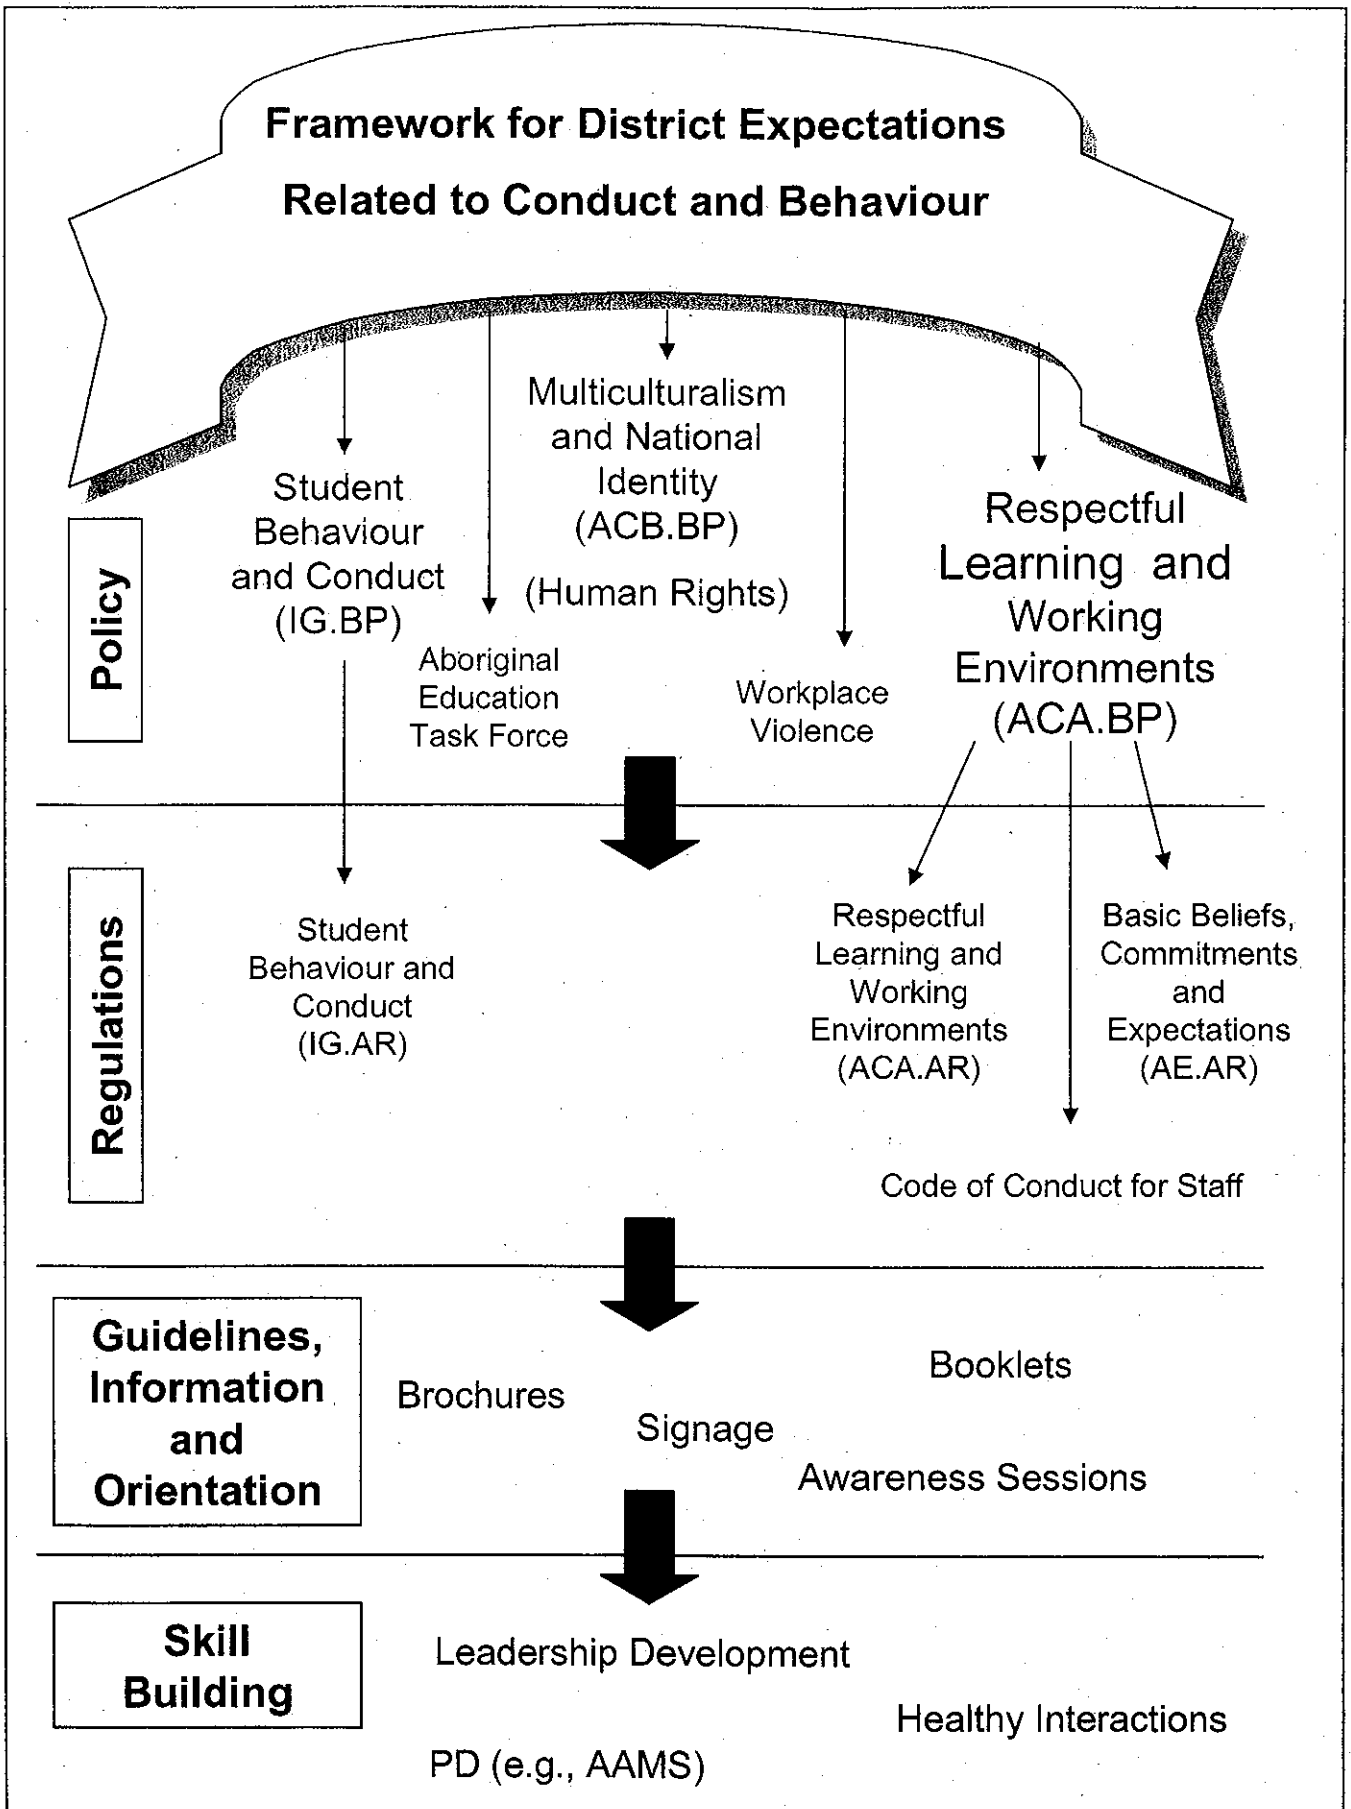 Framework for District Expectations
Related to Conduct and Behaviour
Policy
Student
Behaviour
and Conduct
(IG.BP)
Aboriginal
Education
Task Force
Multiculturalism
and National
Identity
(ACB.BP)
(Human Rights)
Workplace
Violence
Respectful
Learning and
Working
Environments
(ACA.BP)
Regulations
Student
Behaviour and
Conduct
(IG.AR)
Respectful
Learning and
Working
Environments
(ACA.AR)
Basic Beliefs,
Commitments
and
Expectations
(AE.AR)
Code of Conduct for Staff
Guidelines,
Information
and
Orientation
Brochures
Signage
Booklets
Awareness Sessions
Skill
Building
Leadership Development
Healthy Interactions
PD (e.g., AAMS)